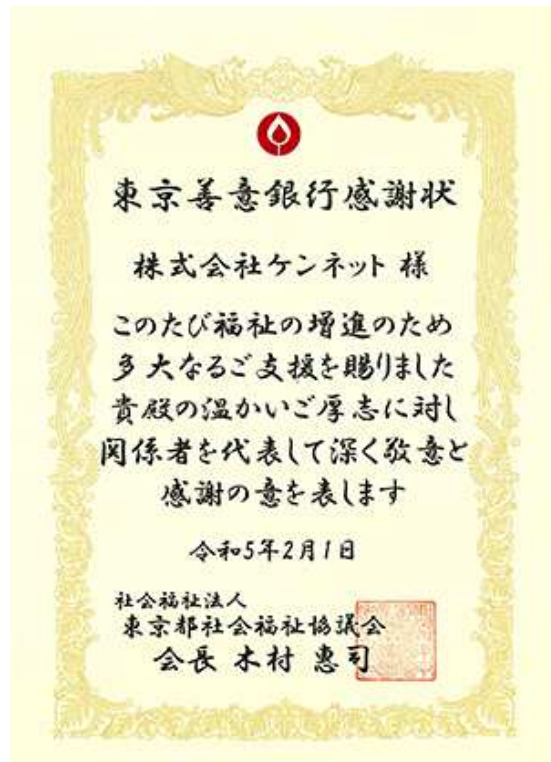 東京善意銀行感謝状
株式会社ケンネット 様
このたび福祉の増進のため
多大なるご支援を賜りました
貴殿の温かいご厚志に対し
関係者を代表して深く敬意と
感謝の意を表します
令和5年2月1日
社会福祉法人
東京都社会福祉協議会
会長 木村 惠司